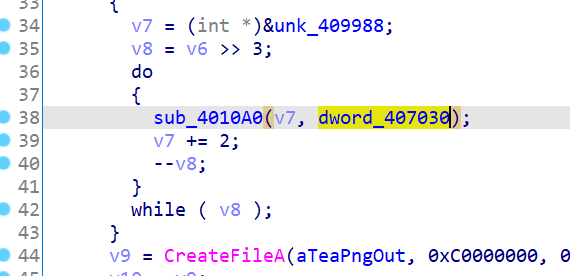 33 {
34 v7 = (int *)&unk_409988;
35 v8 = v6 >> 3;
36 do
37 {
38 sub_4010A0(v7, dword_407030);
39 v7 += 2;
40 --v8;
41 }
42 while ( v8 );
43 }
44 v9 = CreateFileA(aTeaPngOut, 0xC0000000, 0